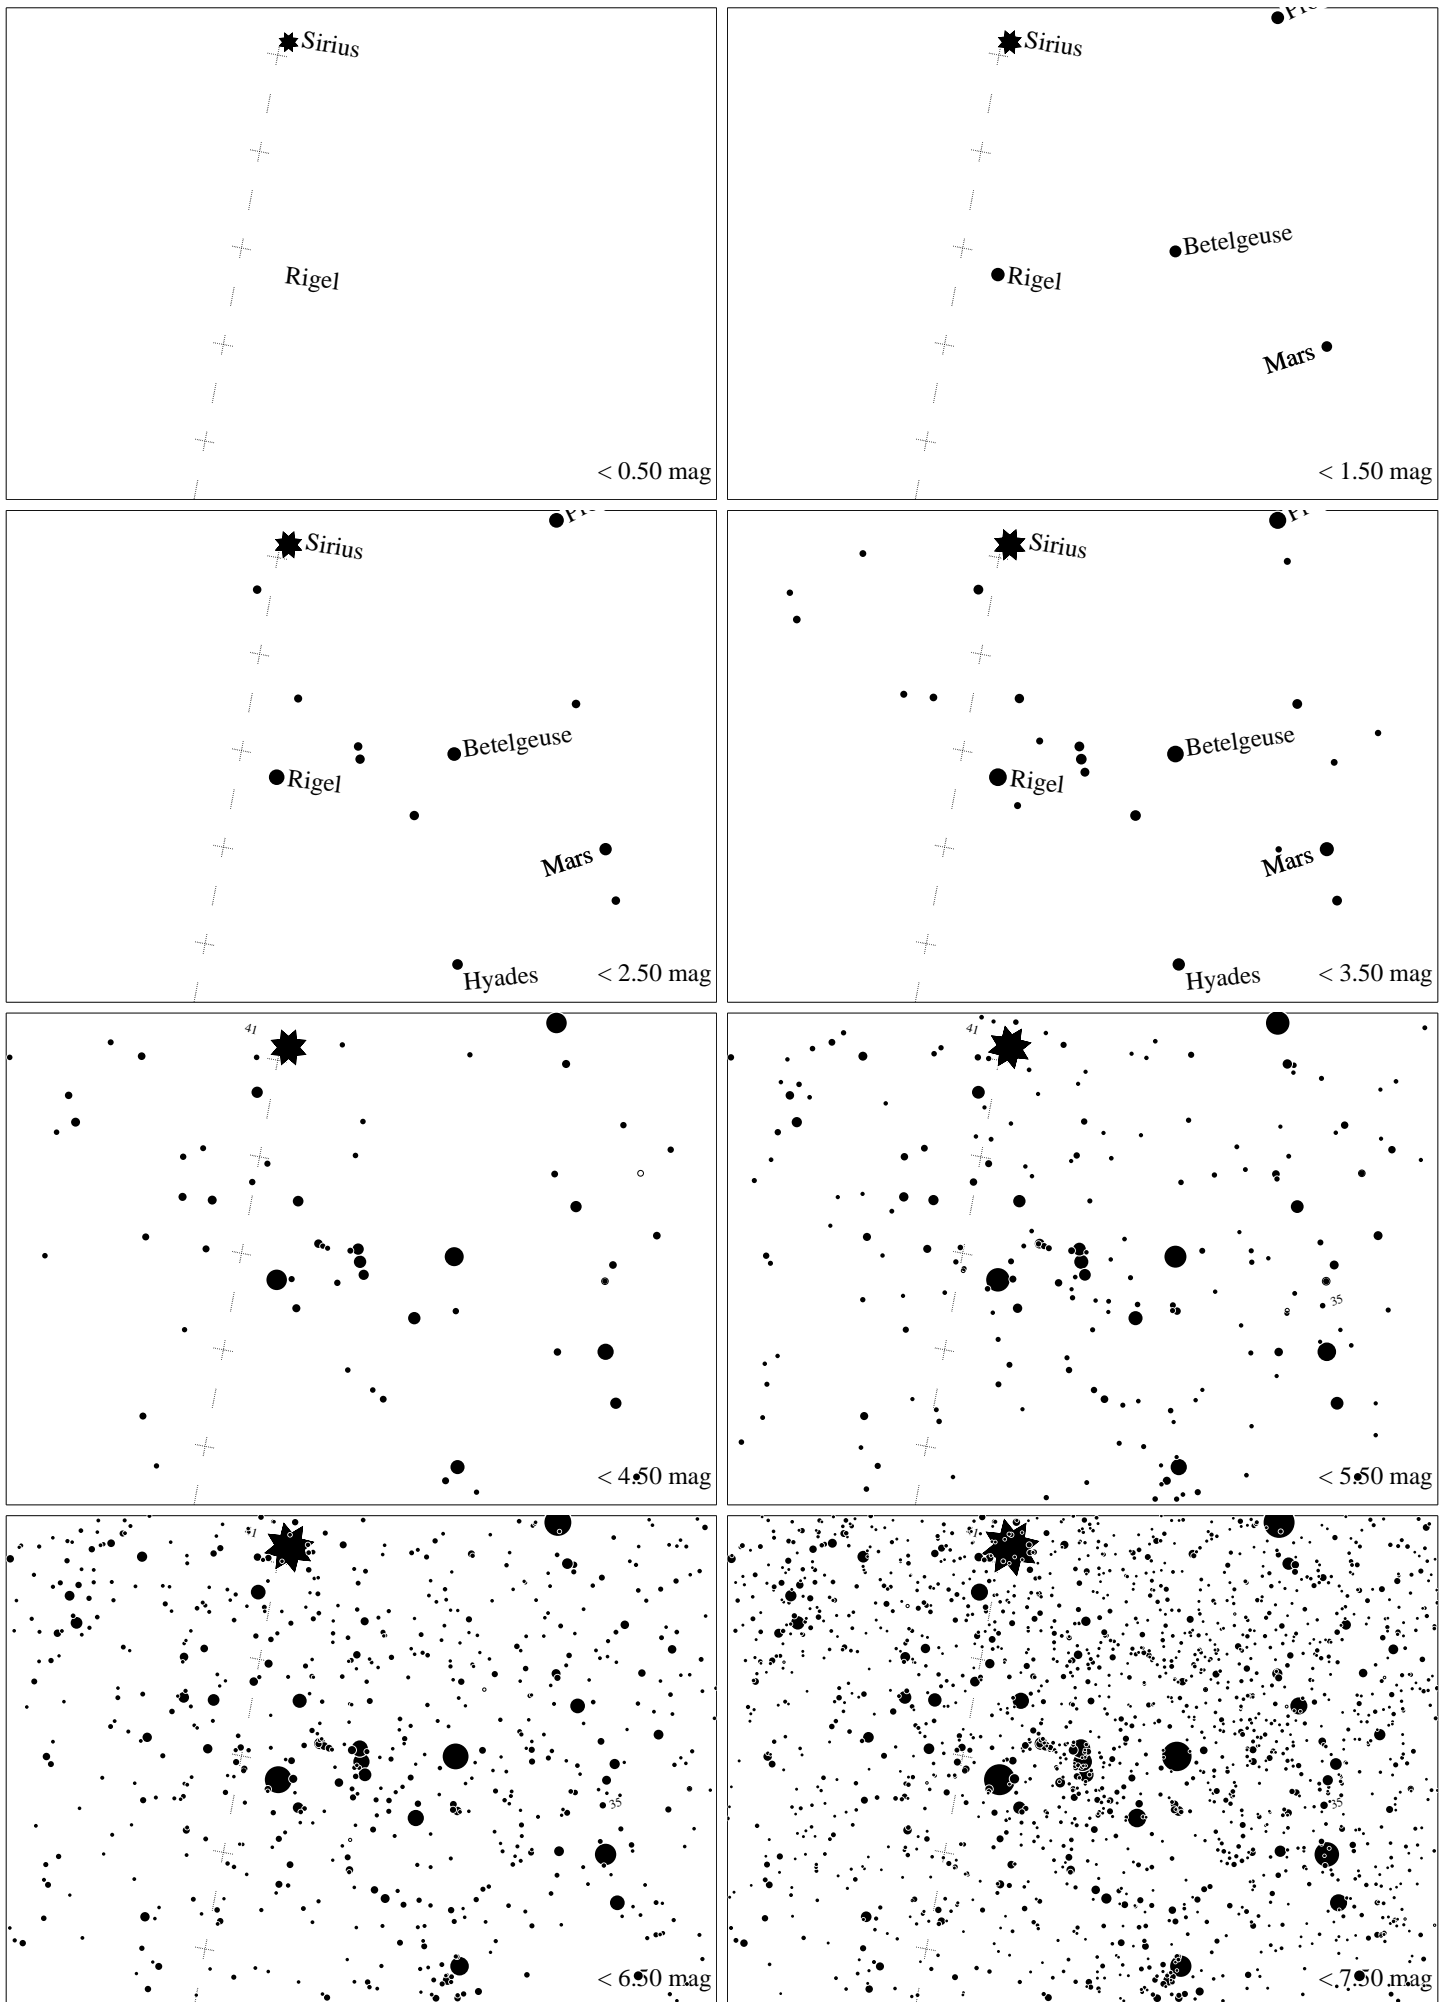 Sirius
Rigel
< 0.50 mag
Sirius
Betelgeuse
Rigel
Mars
< 1.50 mag
Sirius
Betelgeuse
Rigel
Mars
Hyades
< 2.50 mag
Sirius
Betelgeuse
Rigel
Mars
Hyades
< 3.50 mag
41
< 4.50 mag
41
35
< 5.50 mag
35
< 6.50 mag
35
< 7.50 mag